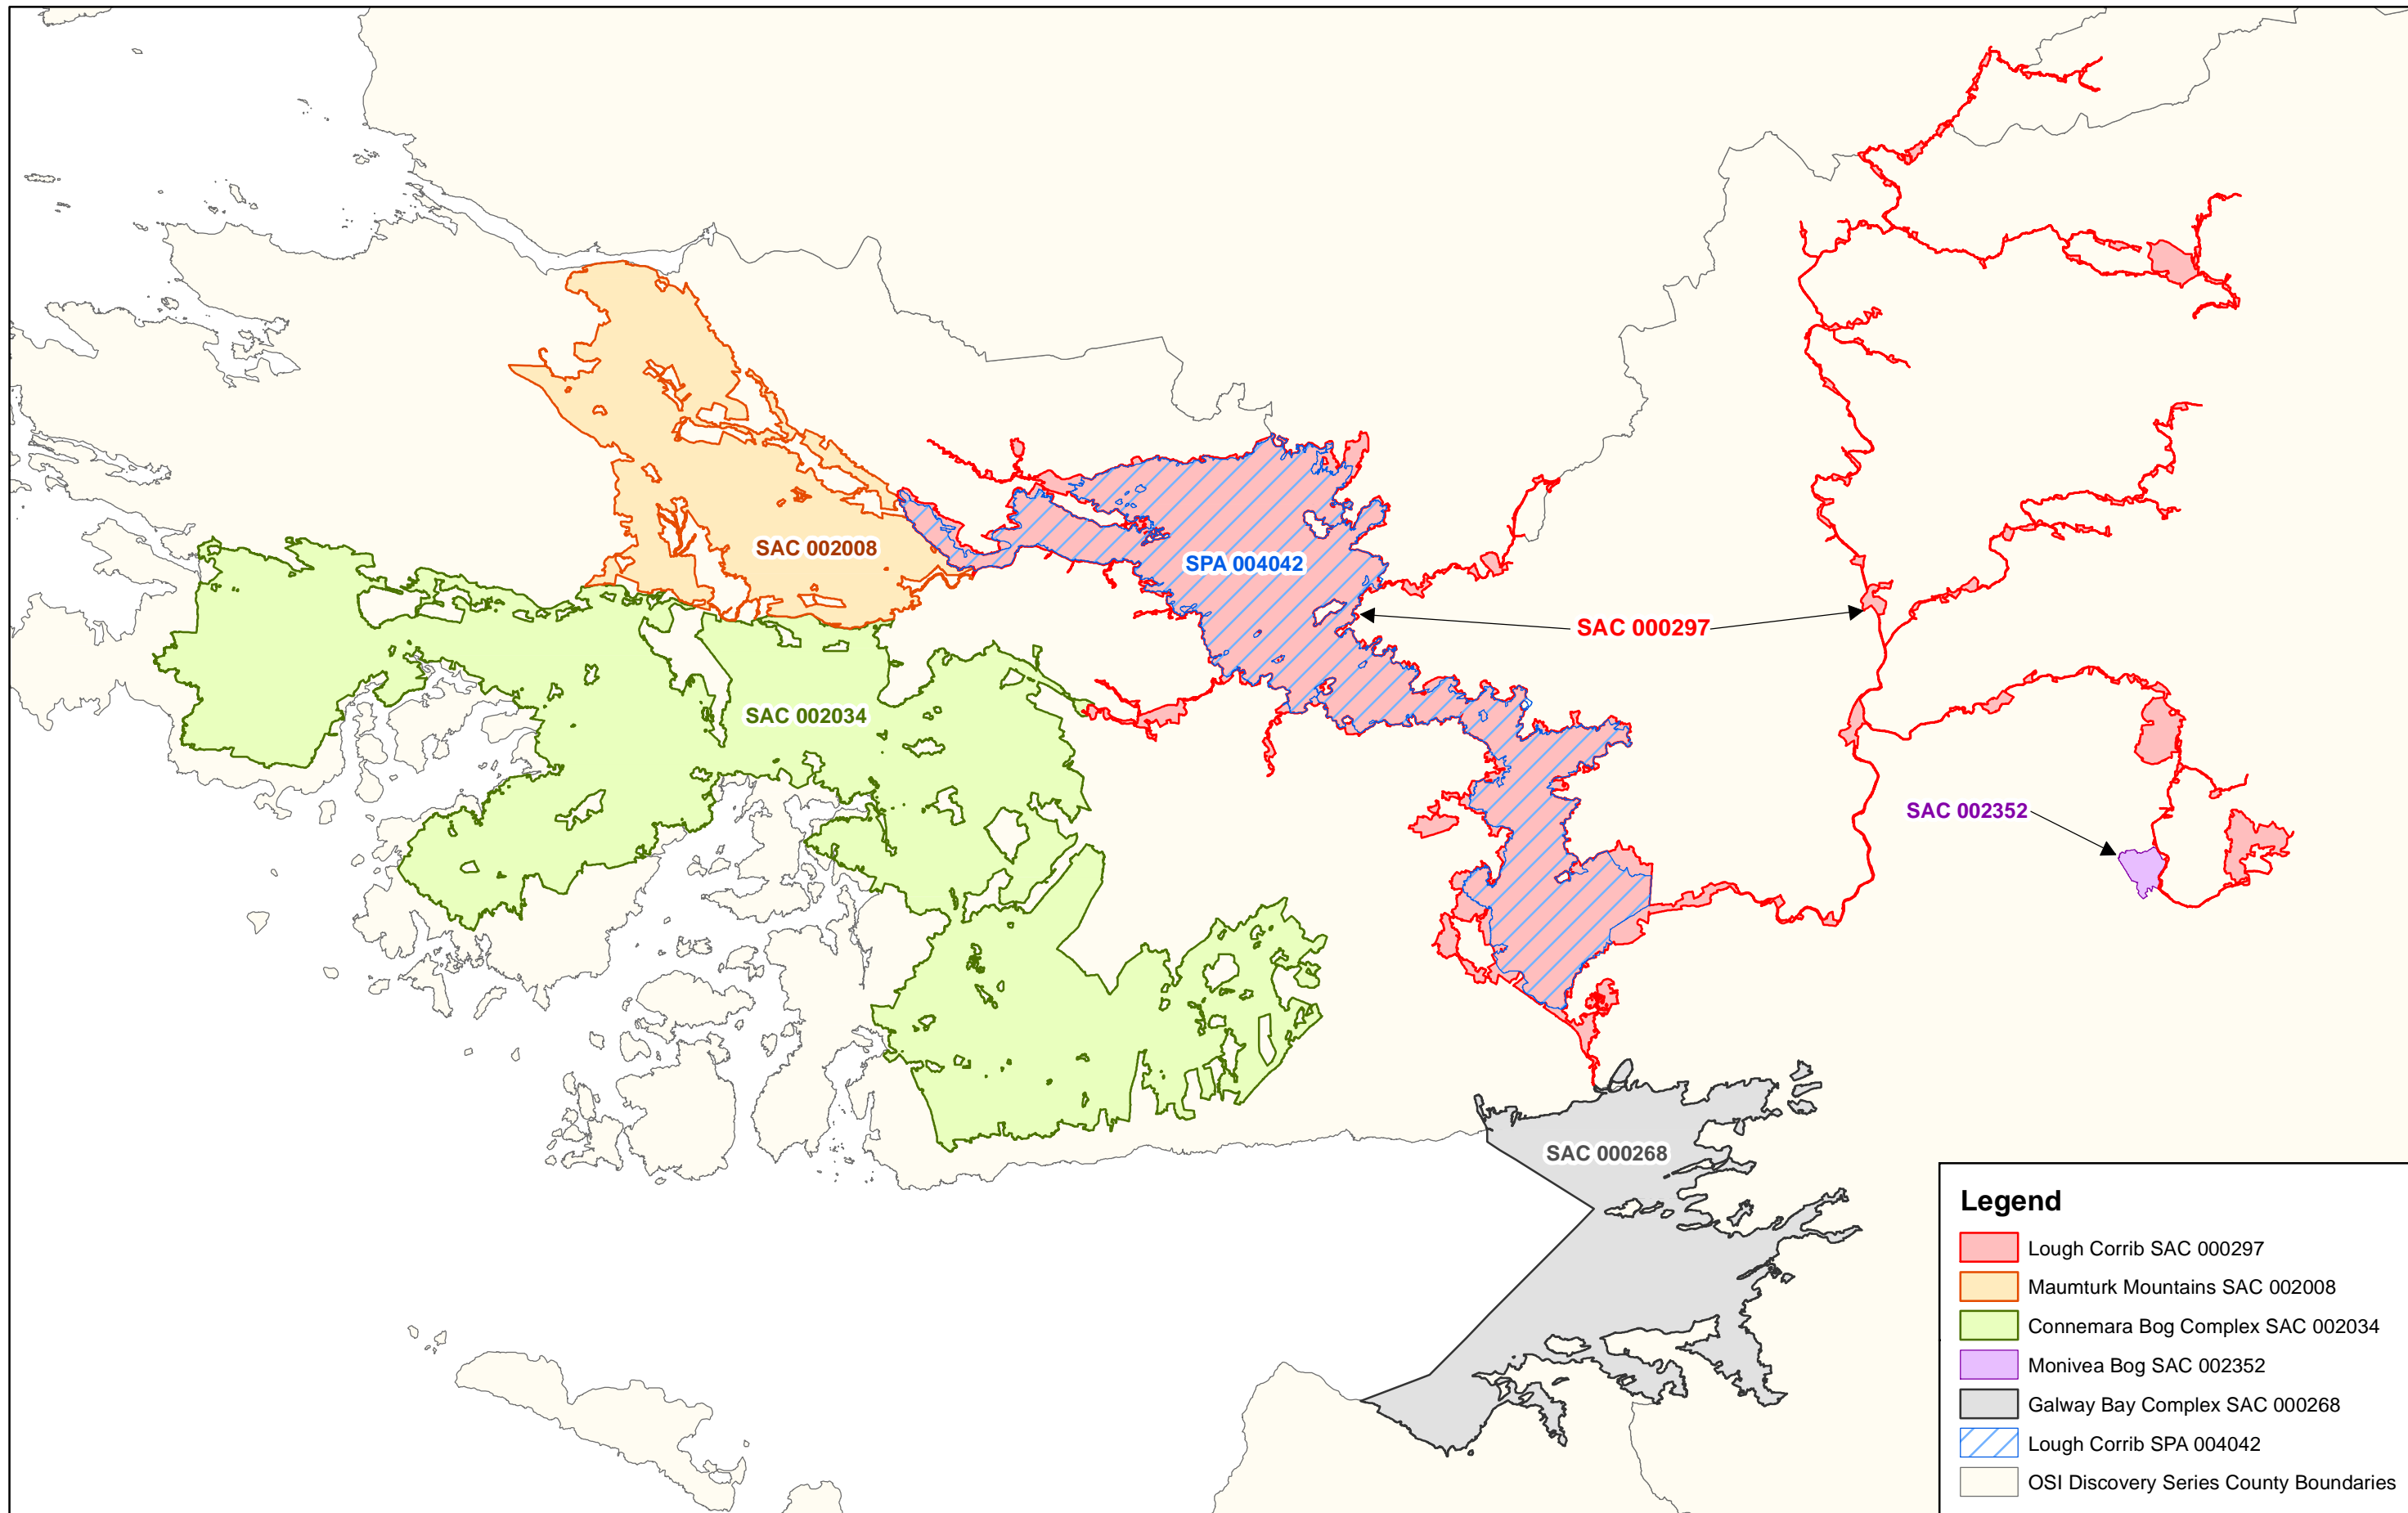 SAC 002008
SPA 004042
SAC 000297
SAC 002034
SAC 002352
SAC 000268
Legend
Lough Corrib SAC 000297
Maumturk Mountains SAC 002008
Connemara Bog Complex SAC 002034
Monivea Bog SAC 002352
Galway Bay Complex SAC 000268
Lough Corrib SPA 004042
OSI Discovery Series County Boundaries